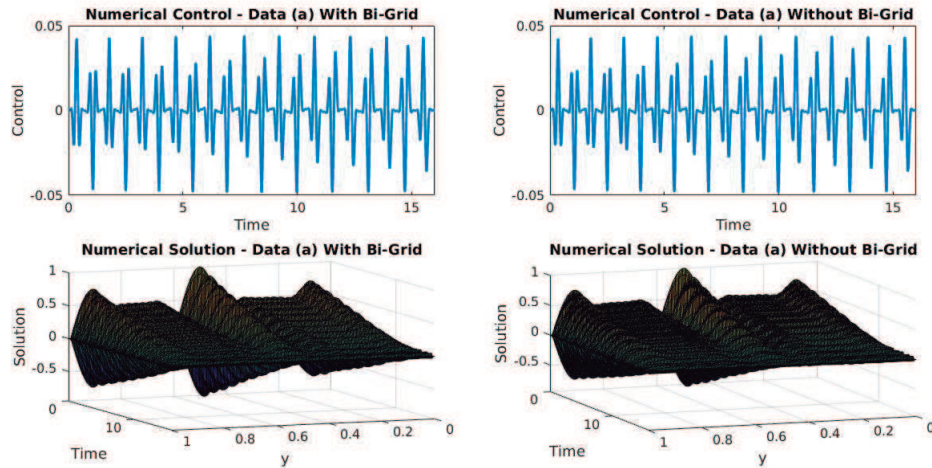 Numerical Control - Data (a) With Bi-Grid
0.05
0
-0.05
Control
0
5
10
15
Time
Numerical Control - Data (a) Without Bi-Grid
0.05
0
-0.05
Control
0
5
10
15
Time
Numerical Solution - Data (a) With Bi-Grid
1
0.5
0
-0.5
Solution
0
10
Time
1
0.8
0.6
0.4
0.2
0
y
Numerical Solution - Data (a) Without Bi-Grid
1
0.5
0
-0.5
Solution
0
10
Time
1
0.8
0.6
0.4
0.2
0
y